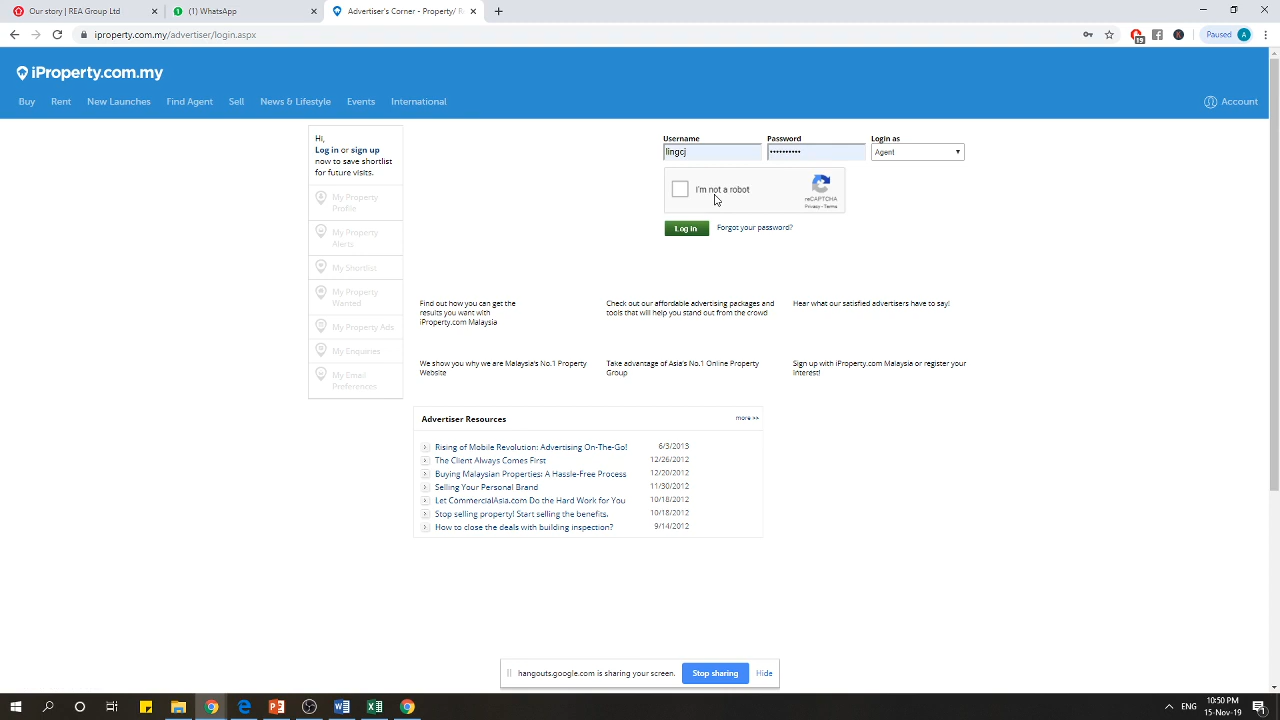 Our story | REA Group Ltd
(1) WhatsApp
Advertiser's Corner - Property/ R
iproperty.com.my/advertiser/login.aspx
19
Paused
A
iProperty.com.my
Buy
Rent
New Launches
Find Agent
Sell
News & Lifestyle
Events
International
Account
Hi,
Log in or sign up
now to save shortlist
for future visits.
My Property
Profile
My Property
Alerts
My Shortlist
My Property
Wanted
My Property Ads
My Enquiries
My Email
Preferences
Username
Password
Login as
lingcj
••••••••••
Agent
I'm not a robot
reCAPTCHA
Privacy - Terms
Log in
Forgot your password?
Find out how you can get the
results you want with
iProperty.com Malaysia
Check out our affordable advertising packages and
tools that will help you stand out from the crowd
Hear what our satisfied advertisers have to say!
We show you why we are Malaysia's No.1 Property
Website
Take advantage of Asia's No.1 Online Property
Group
Sign up with iProperty.com Malaysia or register your
interest!
Advertiser Resources
more >>
Rising of Mobile Revolution: Advertising On-The-Go! 6/3/2013
The Client Always Comes First 12/26/2012
Buying Malaysian Properties: A Hassle-Free Process 12/20/2012
Selling Your Personal Brand 11/30/2012
Let CommercialAsia.com Do the Hard Work for You 10/18/2012
Stop selling property! Start selling the benefits. 10/18/2012
How to close the deals with building inspection? 9/14/2012
hangouts.google.com is sharing your screen.
Stop sharing
Hide
ENG
10:50 PM
15-Nov-19